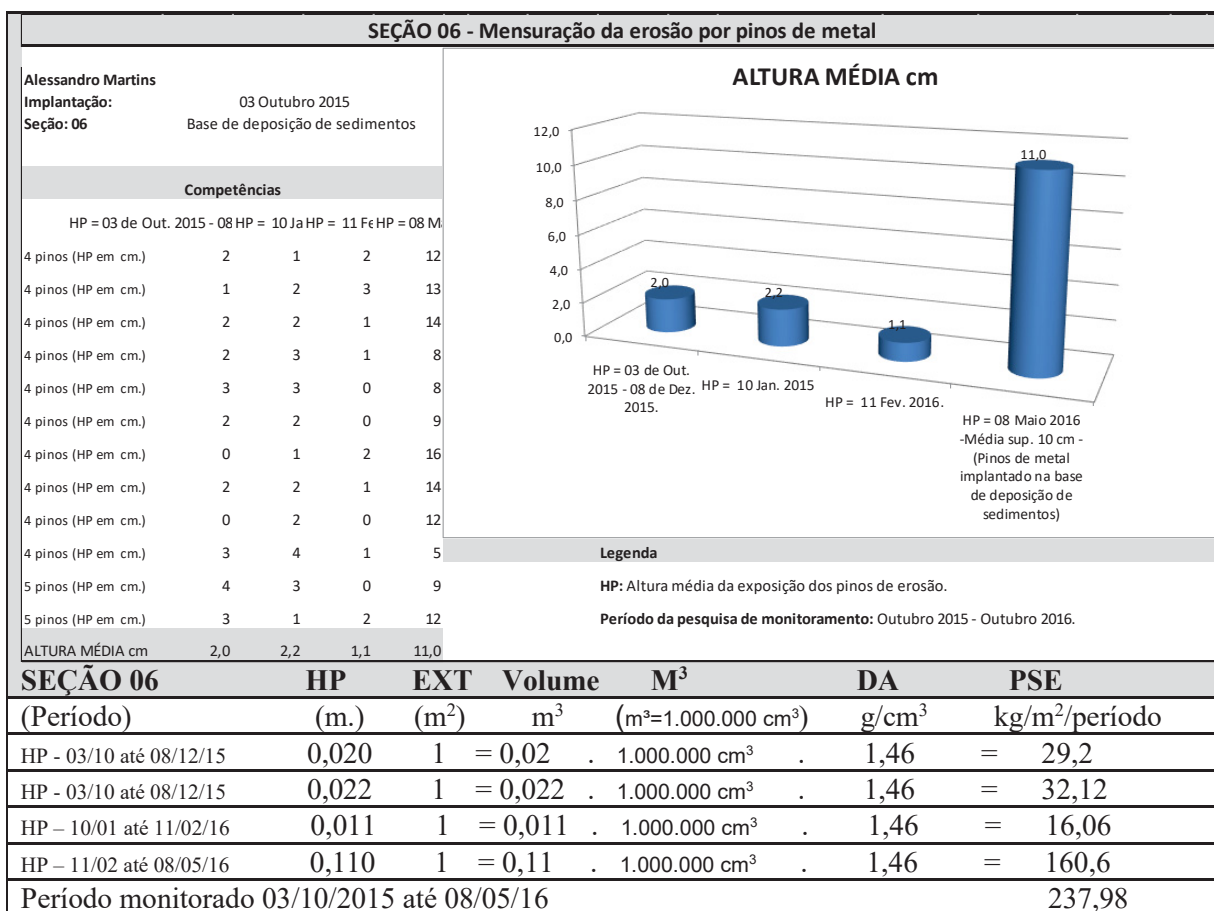 SEÇÃO 06 - Mensuração da erosão por pinos de metal
Alessandro Martins
Implantação: 03 Outubro 2015
Seção: 06 Base de deposição de sedimentos
Competências
HP = 03 de Out. 2015 - 08 HP = 10 Ja HP = 11 Fe HP = 08 M
4 pinos (HP em cm.) 2 1 2 12
4 pinos (HP em cm.) 1 2 3 13
4 pinos (HP em cm.) 2 2 1 14
4 pinos (HP em cm.) 2 3 1 8
4 pinos (HP em cm.) 3 3 0 8
4 pinos (HP em cm.) 2 2 0 9
4 pinos (HP em cm.) 0 1 2 16
4 pinos (HP em cm.) 2 2 1 14
4 pinos (HP em cm.) 0 2 0 12
4 pinos (HP em cm.) 3 4 1 5
5 pinos (HP em cm.) 4 3 0 9
5 pinos (HP em cm.) 3 1 2 12
ALTURA MÉDIA cm 2,0 2,2 1,1 11,0
ALTURA MÉDIA cm
12,0
10,0
8,0
6,0
4,0
2,0
0,0
2,0
2,2
1,1
11,0
HP = 03 de Out.
2015 - 08 de Dez.
2015.
HP = 10 Jan. 2015
HP = 11 Fev. 2016.
HP = 08 Maio 2016
-Média sup. 10 cm -
(Pinos de metal
implantado na base
de deposição de
sedimentos)
Legenda
HP: Altura média da exposição dos pinos de erosão.
Período da pesquisa de monitoramento: Outubro 2015 - Outubro 2016.
SEÇÃO 06 HP EXT Volume M³ DA PSE
(Período) (m.) (m²) m³ (m³=1.000.000 cm³) g/cm³ kg/m²/período
HP - 03/10 até 08/12/15 0,020 1 = 0,02 . 1.000.000 cm³ . 1,46 = 29,2
HP - 03/10 até 08/12/15 0,022 1 = 0,022 . 1.000.000 cm³ . 1,46 = 32,12
HP – 10/01 até 11/02/16 0,011 1 = 0,011 . 1.000.000 cm³ . 1,46 = 16,06
HP – 11/02 até 08/05/16 0,110 1 = 0,11 . 1.000.000 cm³ . 1,46 = 160,6
Período monitorado 03/10/2015 até 08/05/16 237,98